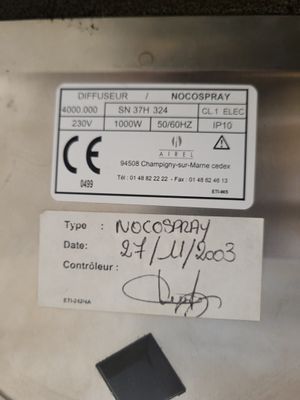 DIFFUSEUR / NOCOSPRAY
4000.000 SN 37H 324 CL.1 ELEC
230V 1000W 50/60HZ IP10
CE
AIREL
0499
94508 Champigny-sur-Marne cedex
Tél : 01 48 82 22 22 - Fax : 01 48 82 46 13
ETI-465
Type : NOCOSPRAY
Date: 27/11/2003
Contrôleur :